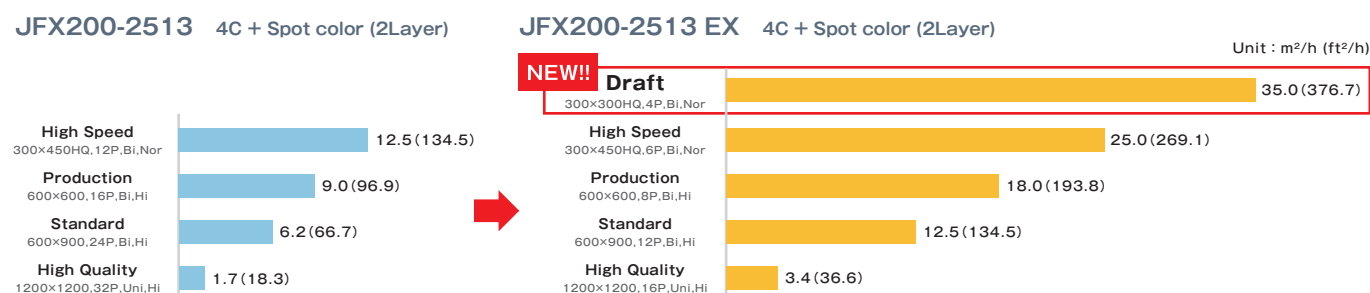 JFX200-2513 4C + Spot color (2Layer)
High Speed
300×450HQ,12P,Bi,Nor
12.5(134.5)
Production
600×600,16P,Bi,Hi
9.0(96.9)
Standard
600×900,24P,Bi,Hi
6.2(66.7)
High Quality
1200×1200,32P,Uni,Hi
1.7(18.3)
JFX200-2513 EX 4C + Spot color (2Layer)
Unit : m²/h (ft²/h)
NEW!!
Draft
300×300HQ,4P,Bi,Nor
35.0(376.7)
High Speed
300×450HQ,6P,Bi,Nor
25.0(269.1)
Production
600×600,8P,Bi,Hi
18.0(193.8)
Standard
600×900,12P,Bi,Hi
12.5(134.5)
High Quality
1200×1200,16P,Uni,Hi
3.4(36.6)